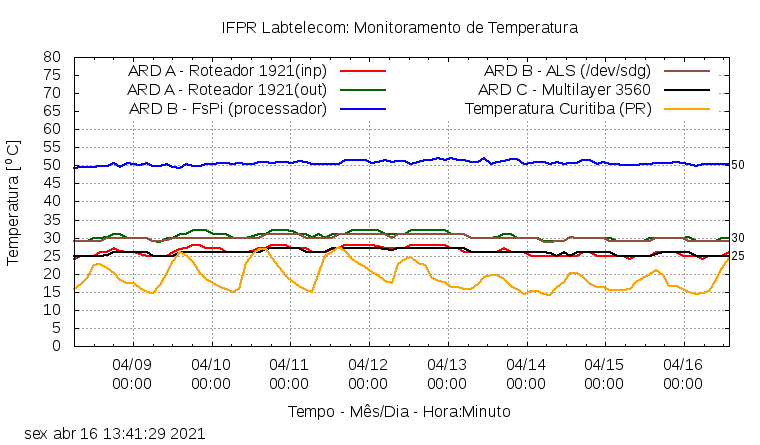 IFPR Labtelecom: Monitoramento de Temperatura
Temperatura [ºC]
80
75
70
65
60
55
50
45
40
35
30
25
20
15
10
5
0
ARD A - Roteador 1921(inp)
ARD A - Roteador 1921(out)
ARD B - FsPi (processador)
ARD B - ALS (/dev/sdg)
ARD C - Multilayer 3560
Temperatura Curitiba (PR)
50
30
25
04/09 04/10 04/11 04/12 04/13 04/14 04/15 04/16
00:00 00:00 00:00 00:00 00:00 00:00 00:00 00:00
Tempo - Mês/Dia - Hora:Minuto
sex abr 16 13:41:29 2021